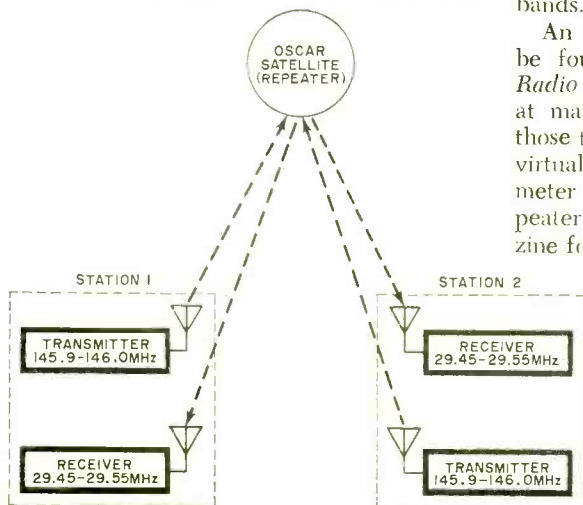 bands.
An
be fou
Radio
at ma
those t
virtual
meter
peater
zine fo
OSCAR
SATELLITE
(REPEATER)
STATION 1
TRANSMITTER
145.9-146.0MHz
RECEIVER
29.45-29.55MHz
STATION 2
RECEIVER
29.45-29.55MHz
TRANSMITTER
145.9-146.0MHz